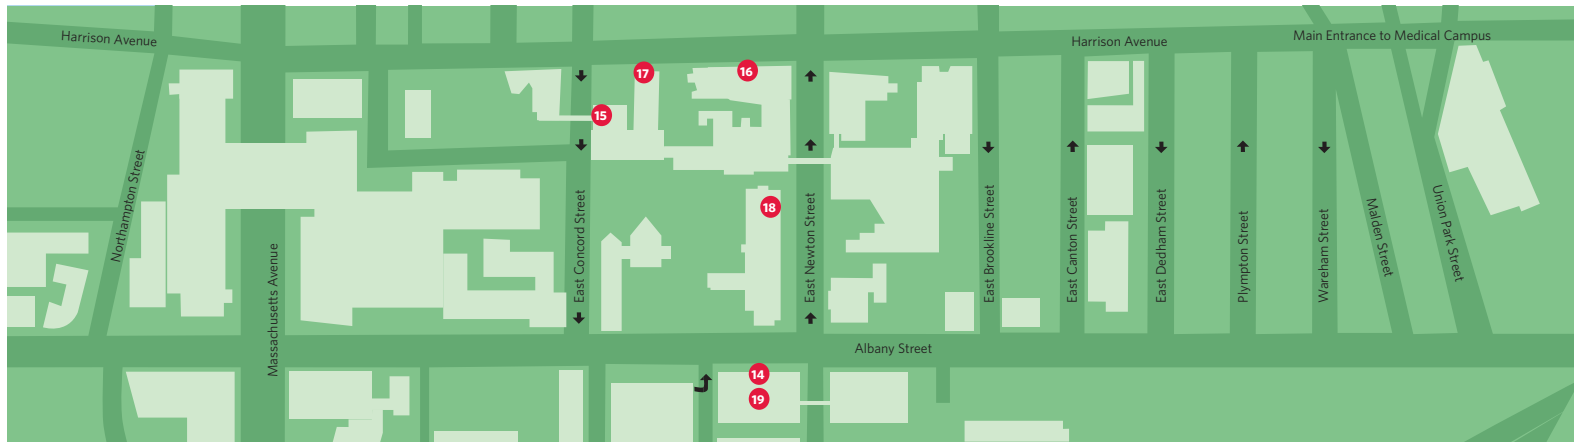 Harrison Avenue
Harrison Avenue
Main Entrance to Medical Campus
17
16
15
Northampton Street
Massachusetts Avenue
East Concord Street
18
East Newton Street
East Brookline Street
East Canton Street
East Dedham Street
Plympton Street
Wareham Street
Malden Street
Union Park Street
Albany Street
14
19